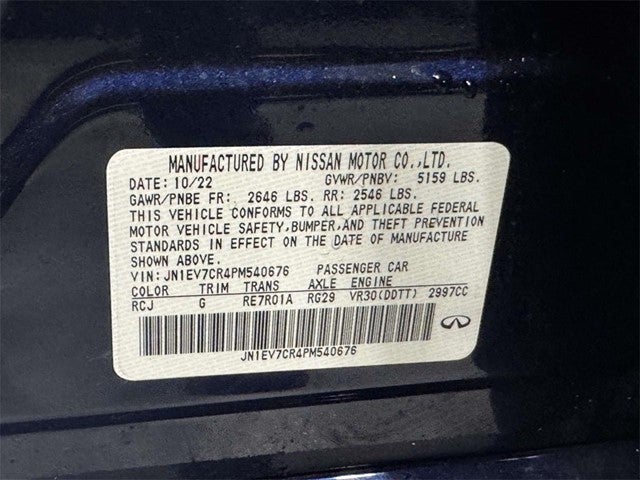 MANUFACTURED BY NISSAN MOTOR CO.,LTD.
DATE: 10/22 GVWR/PNBV: 5159 LBS.
GAWR/PNBE FR: 2646 LBS. RR: 2546 LBS.
THIS VEHICLE CONFORMS TO ALL APPLICABLE FEDERAL
MOTOR VEHICLE SAFETY,BUMPER,AND THEFT PREVENTION
STANDARDS IN EFFECT ON THE DATE OF MANUFACTURE
SHOWN ABOVE.
VIN: JN1EV7CR4PM540676 PASSENGER CAR
COLOR TRIM TRANS AXLE ENGINE
RCJ G RE7R01A RG29 VR30(DDTT) 2997CC
JN1EV7CR4PM540676